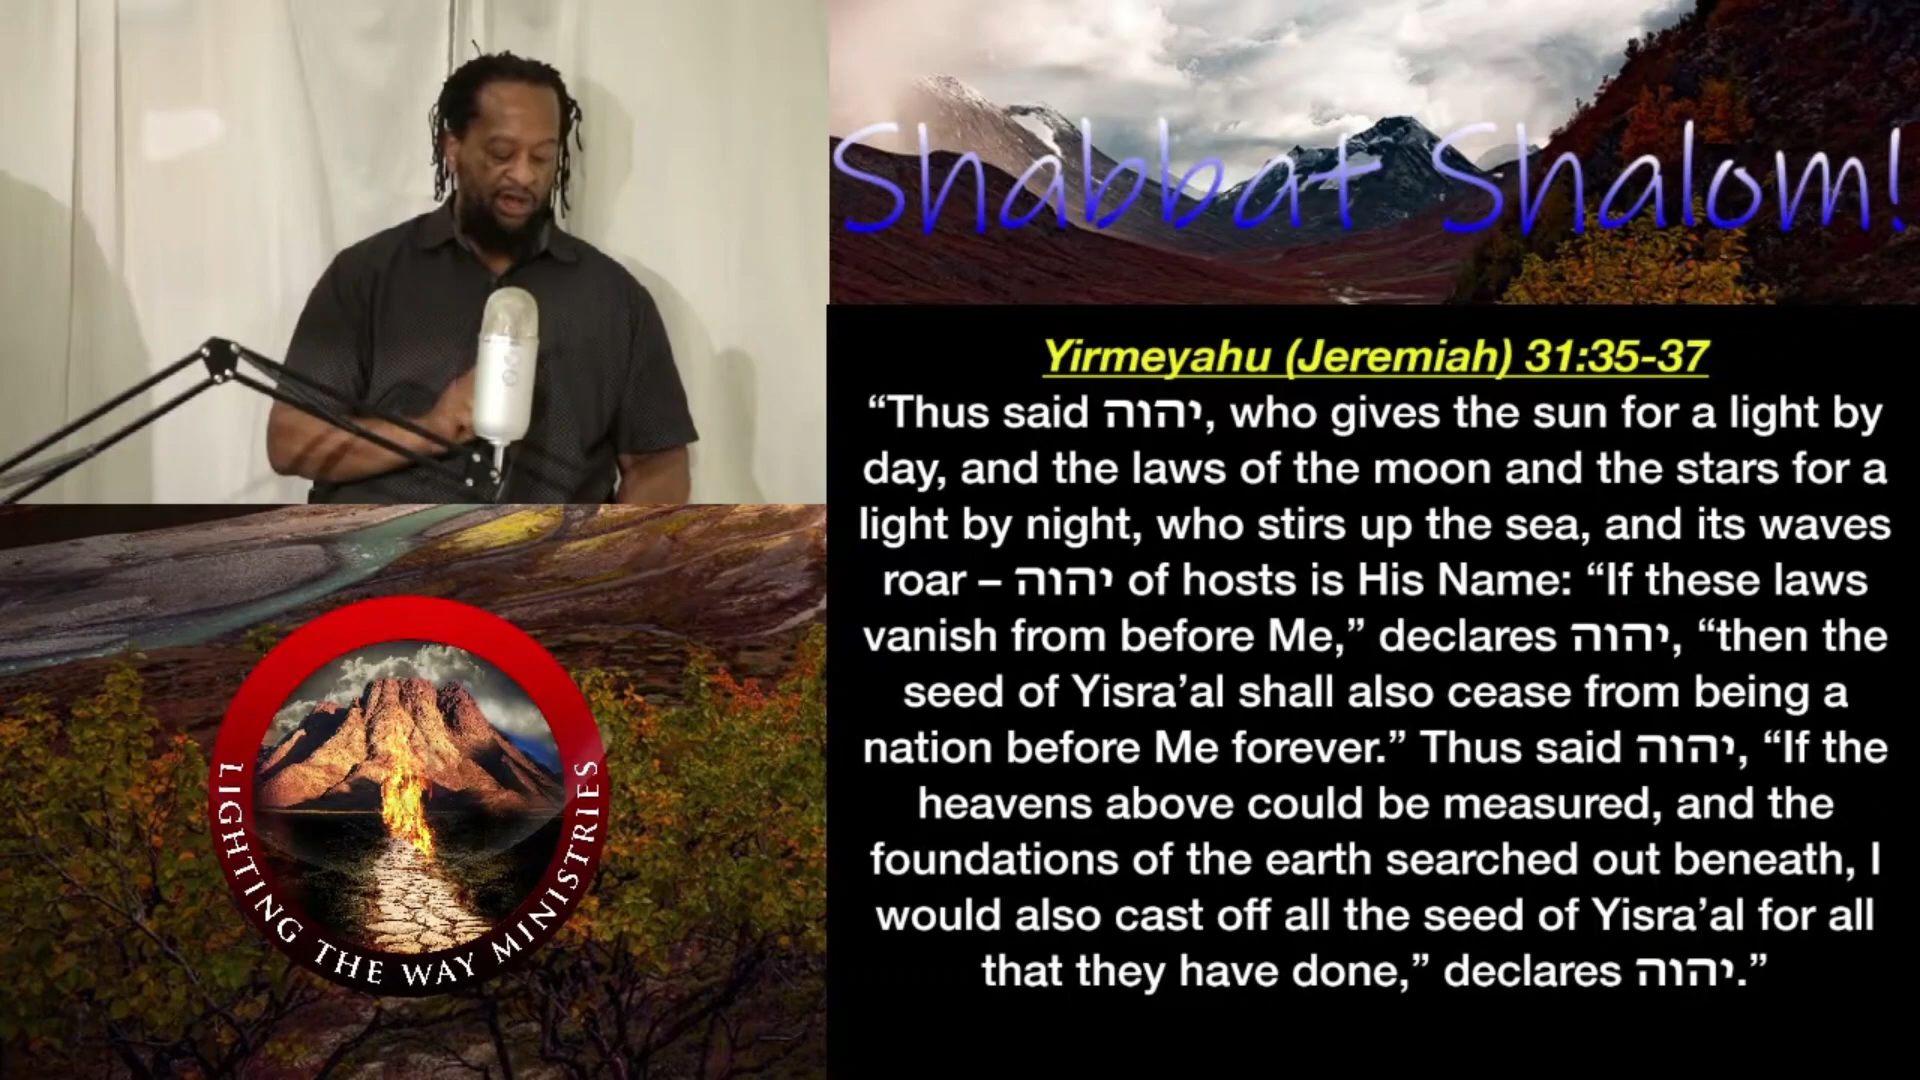 Shabbat Shalom!
Yirmeyahu (Jeremiah) 31:35-37
“Thus said יהוה, who gives the sun for a light by
day, and the laws of the moon and the stars for a
light by night, who stirs up the sea, and its waves
roar – יהוה of hosts is His Name: “If these laws
vanish from before Me,” declares יהוה, “then the
seed of Yisra’al shall also cease from being a
nation before Me forever.” Thus said יהוה, “If the
heavens above could be measured, and the
foundations of the earth searched out beneath, I
would also cast off all the seed of Yisra’al for all
that they have done,” declares יהוה.”
LIGHTING THE WAY MINISTRIES